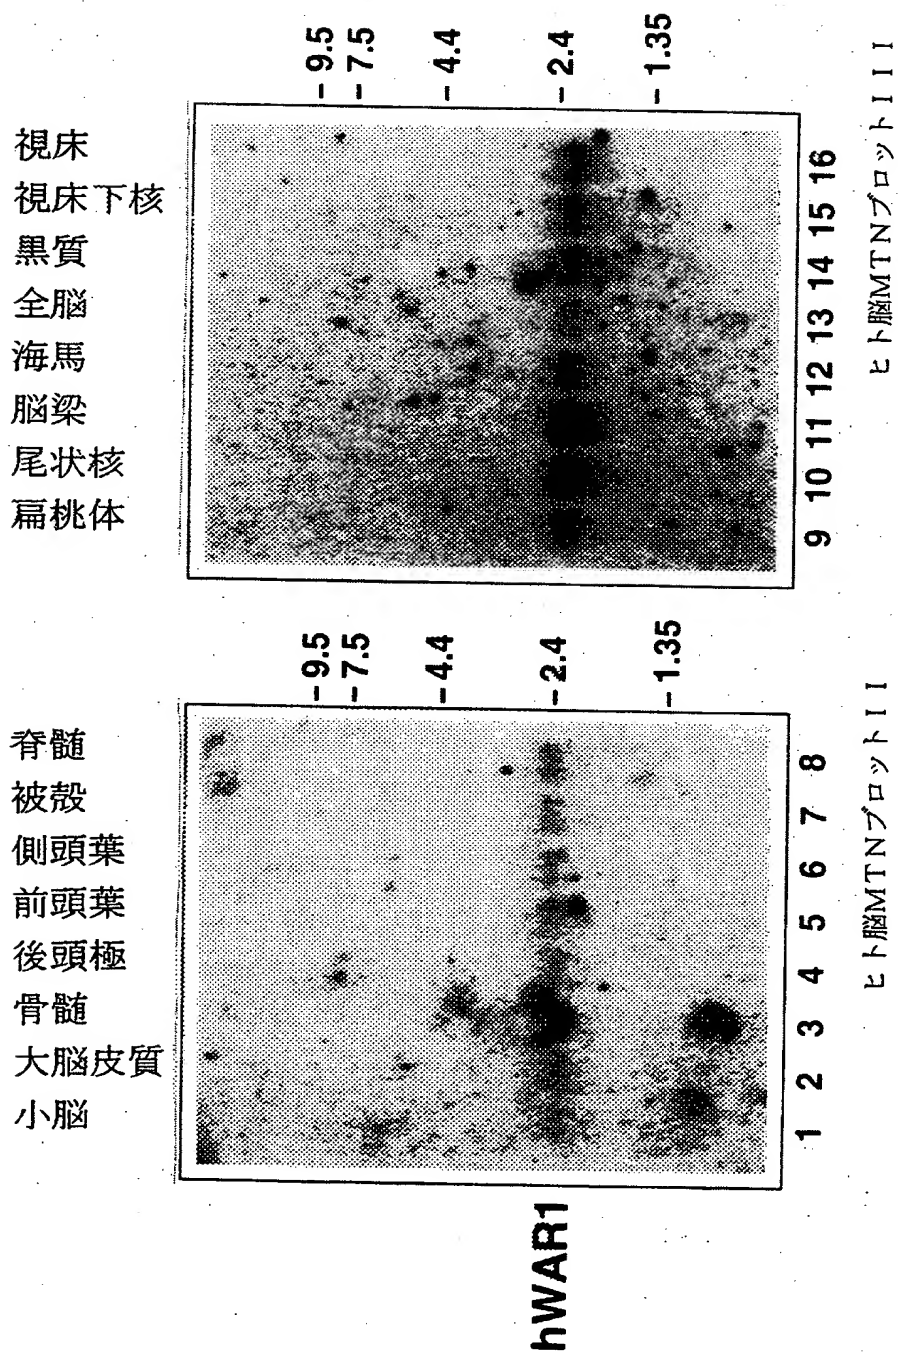 視床
視床下核
黒質
全脳
海馬
脳梁
尾状核
扁桃体
- 9.5
- 7.5
- 4.4
- 2.4
- 1.35
9 10 11 12 13 14 15 16
ヒト脳MTNブロットIII
脊髄
被殻
側頭葉
前頭葉
後頭極
骨髄
大脳皮質
小脳
- 9.5
- 7.5
- 4.4
- 2.4
- 1.35
1 2 3 4 5 6 7 8
ヒト脳MTNブロットII
hWAR1